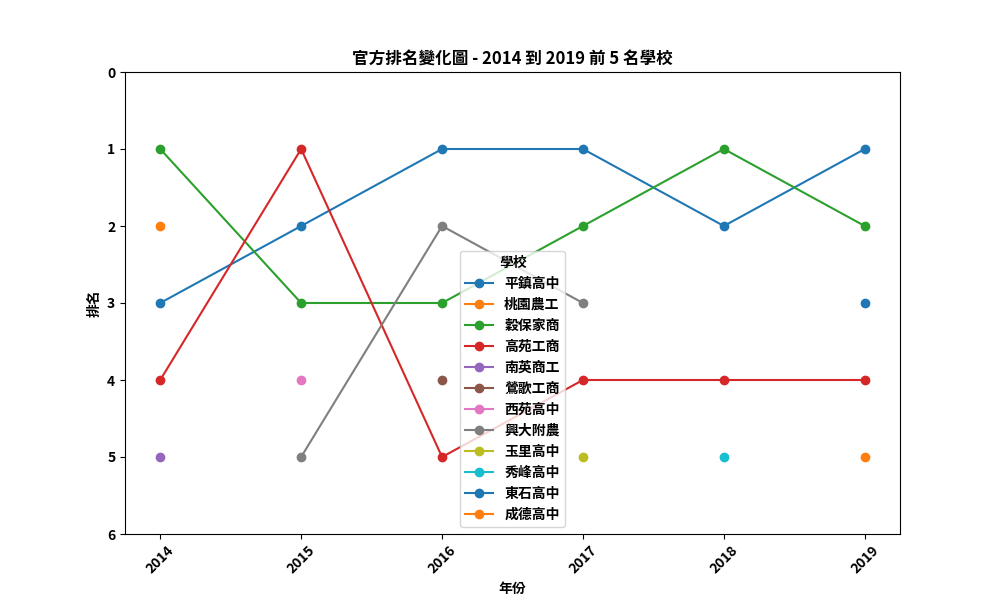 官方排名變化圖 - 2014 到 2019 前 5 名學校
0
1
2
3
4
5
6
排名
學校
平鎮高中
桃園農工
穀保家商
高苑工商
南英商工
鶯歌工商
西苑高中
興大附農
玉里高中
秀峰高中
東石高中
成德高中
2014
2015
2016
2017
2018
2019
年份